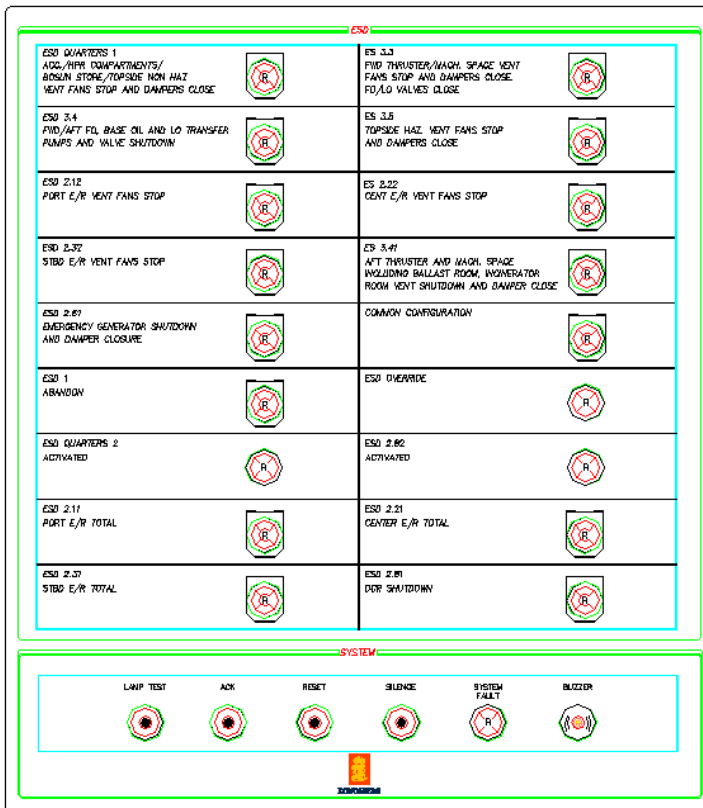 ESD
ESD QUARTERS 1
ACC./HPR COMPARTMENTS/
BOSUN STORE/TOPSIDE NON HAZ
VENT FANS STOP AND DAMPERS CLOSE
R
ES 3.3
FWD THRUSTER/MACH. SPACE VENT
FANS STOP AND DAMPERS CLOSE.
FO/LO VALVES CLOSE
R
ESD 3.4
FWD/AFT FO, BASE OIL AND LO TRANSFER
PUMPS AND VALVE SHUTDOWN
R
ES 3.5
TOPSIDE HAZ. VENT FANS STOP
AND DAMPERS CLOSE
R
ESD 2.12
PORT E/R VENT FANS STOP
R
ES 2.22
CENT E/R VENT FANS STOP
R
ESD 2.32
STBD E/R VENT FANS STOP
R
ES 3.41
AFT THRUSTER AND MACH. SPACE
INCLUDING BALLAST ROOM, INCINERATOR
ROOM VENT SHUTDOWN AND DAMPER CLOSE
R
ESD 2.61
EMERGENCY GENERATOR SHUTDOWN
AND DAMPER CLOSURE
R
COMMON CONFIGURATION
R
ESD 1
ABANDON
R
ESD OVERRIDE
R
ESD QUARTERS 2
ACTIVATED
R
ESD 2.82
ACTIVATED
R
ESD 2.11
PORT E/R TOTAL
R
ESD 2.21
CENTER E/R TOTAL
R
ESD 2.31
STBD E/R TOTAL
R
ESD 2.81
DCR SHUTDOWN
R
SYSTEM
LAMP TEST
ACK
RESET
SILENCE
SYSTEM
FAULT
BUZZER
R
KONGSBERG